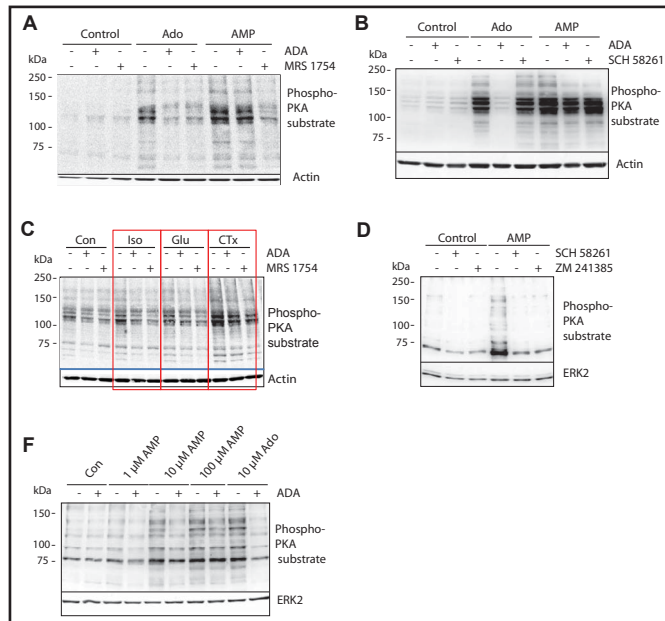 A
Control Ado AMP
- + - - + - - + - ADA
- - + - - + - - + MRS 1754
kDa
250 -
150 -
100 -
75 -
Phospho-
PKA
substrate
Actin
B
Control Ado AMP
- + - - + - - + - ADA
- - + - - + - - + SCH 58261
kDa
250 -
150 -
100 -
75 -
Phospho-
PKA
substrate
Actin
C
Con Iso Glu CTx
- + - - + - - + - - + - ADA
- - + - - + - - + - - + MRS 1754
kDa
250 -
150 -
100 -
75 -
Phospho-
PKA
substrate
Actin
D
Control AMP
- + - - + - SCH 58261
- - + - - + ZM 241385
kDa
250 -
150 -
100 -
75 -
Phospho-
PKA
substrate
ERK2
F
Con 1 µM AMP 10 µM AMP 100 µM AMP 10 µM Ado
- + - + - + - + - + ADA
kDa
150 -
100 -
75 -
Phospho-
PKA
substrate
ERK2